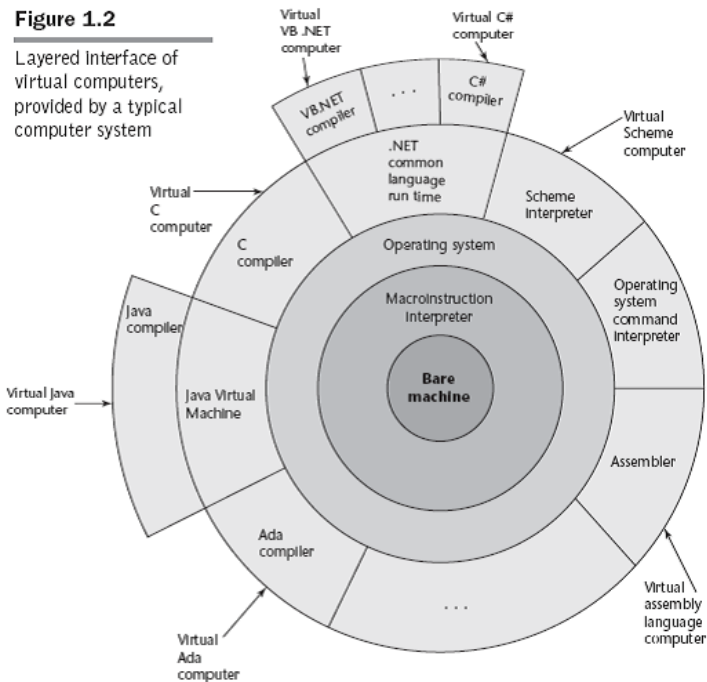 Figure 1.2
Layered interface of
virtual computers,
provided by a typical
computer system
Virtual
VB .NET
computer
Virtual C#
computer
VB.NET
compiler
. . .
C#
compiler
Virtual
Scheme
computer
.NET
common
language
run time
Virtual
C
computer
Scheme
interpreter
C
compiler
Operating system
Operating
system
command
interpreter
Macroinstruction
interpreter
Java
compiler
Bare
machine
Virtual Java
computer
Java Virtual
Machine
Assembler
Ada
compiler
. . .
Virtual
assembly
language
computer
Virtual
Ada
computer